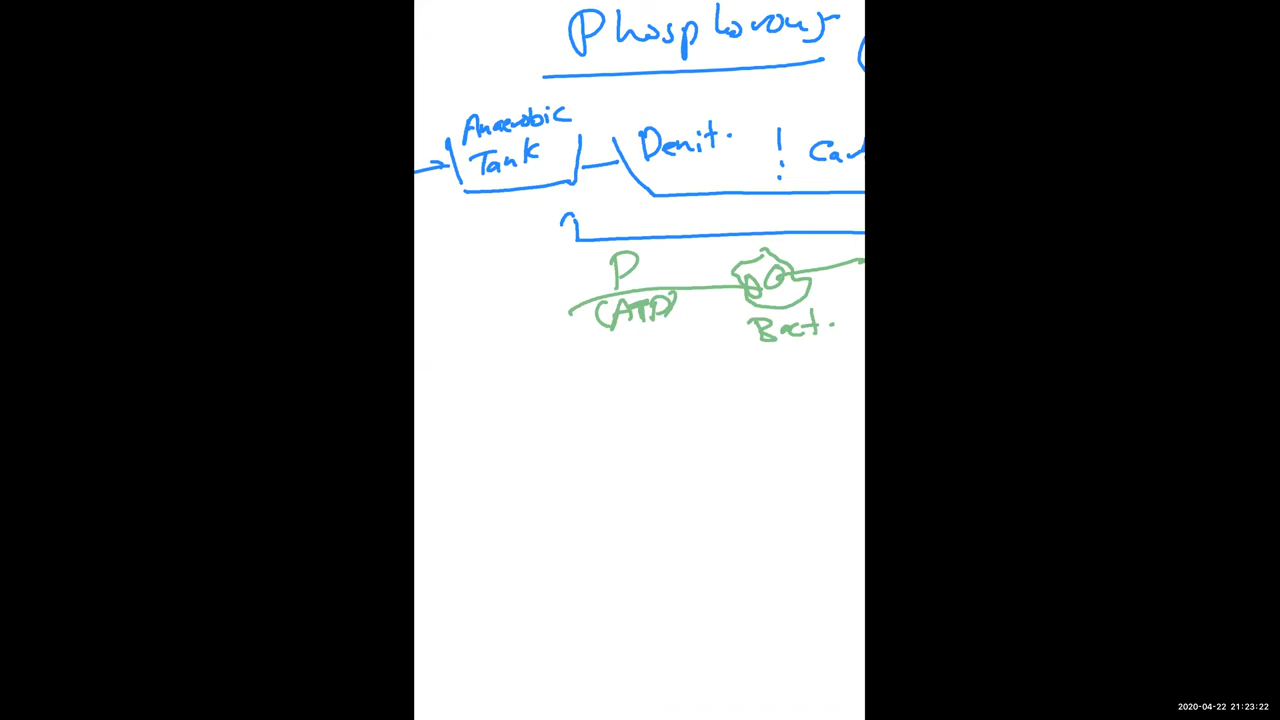 Phosphorous
Anaerobic
Tank
Denit.
P
(ATP)
Bact.
2020-04-22 21:23:22